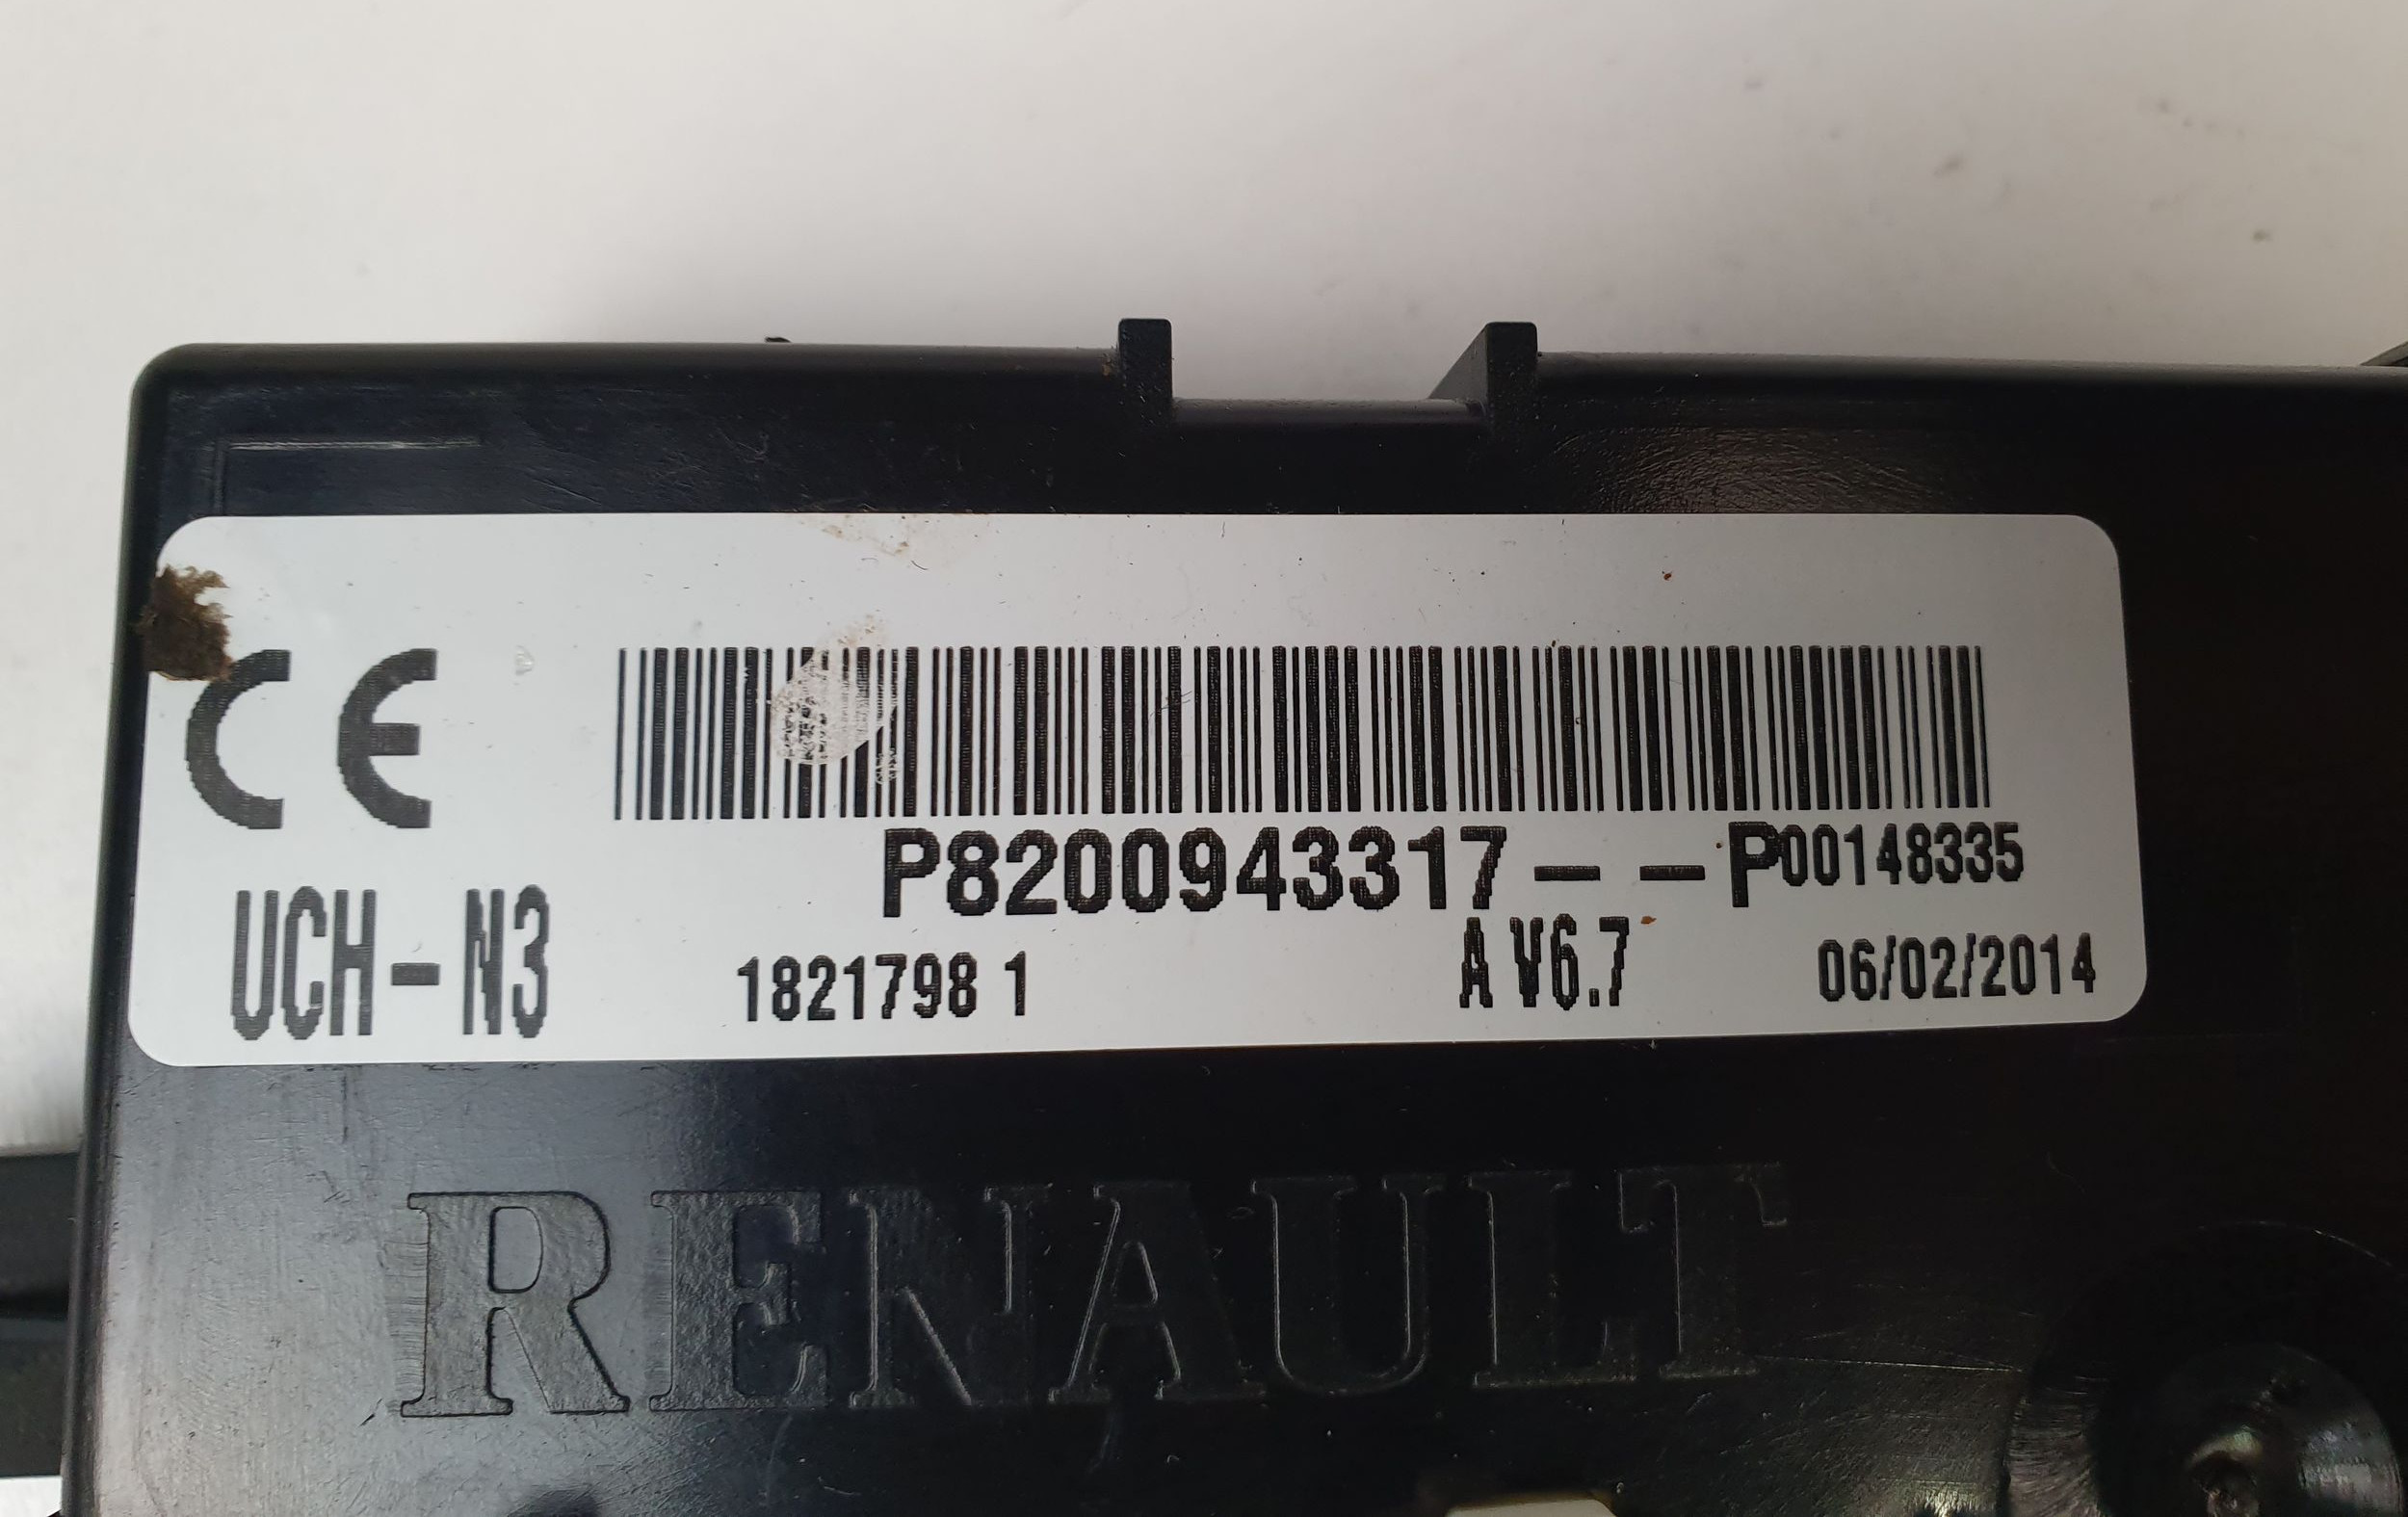 CE
P8200943317- -P00148335
UCH-N3
1821798 1
A V6.7
06/02/2014
RENAULT